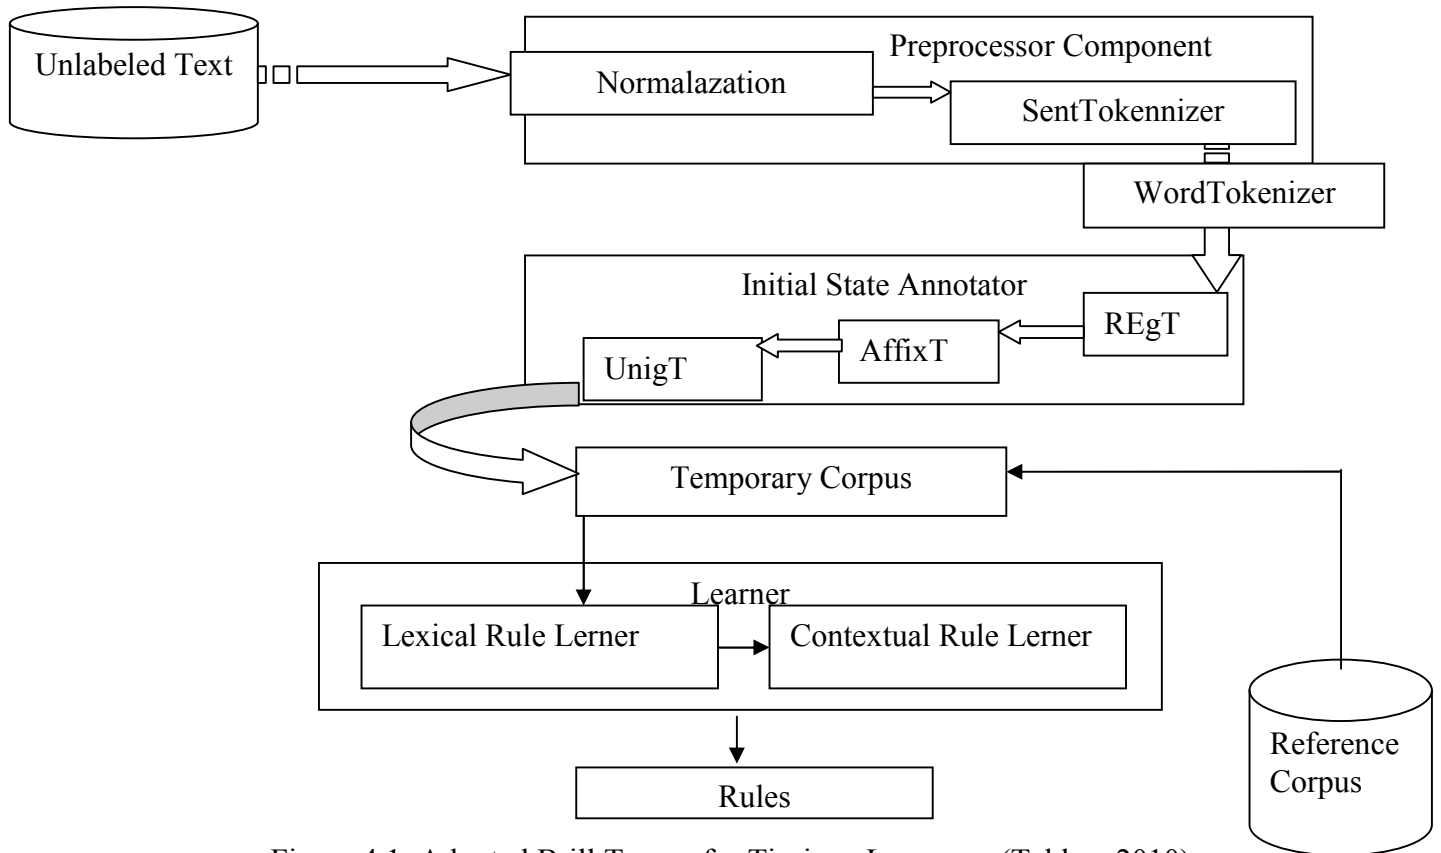 Unlabeled Text
Preprocessor Component
Normalazation
SentTokennizer
WordTokenizer
Initial State Annotator
REgT
AffixT
UnigT
Temporary Corpus
Learner
Lexical Rule Lerner
Contextual Rule Lerner
Reference
Corpus
Rules